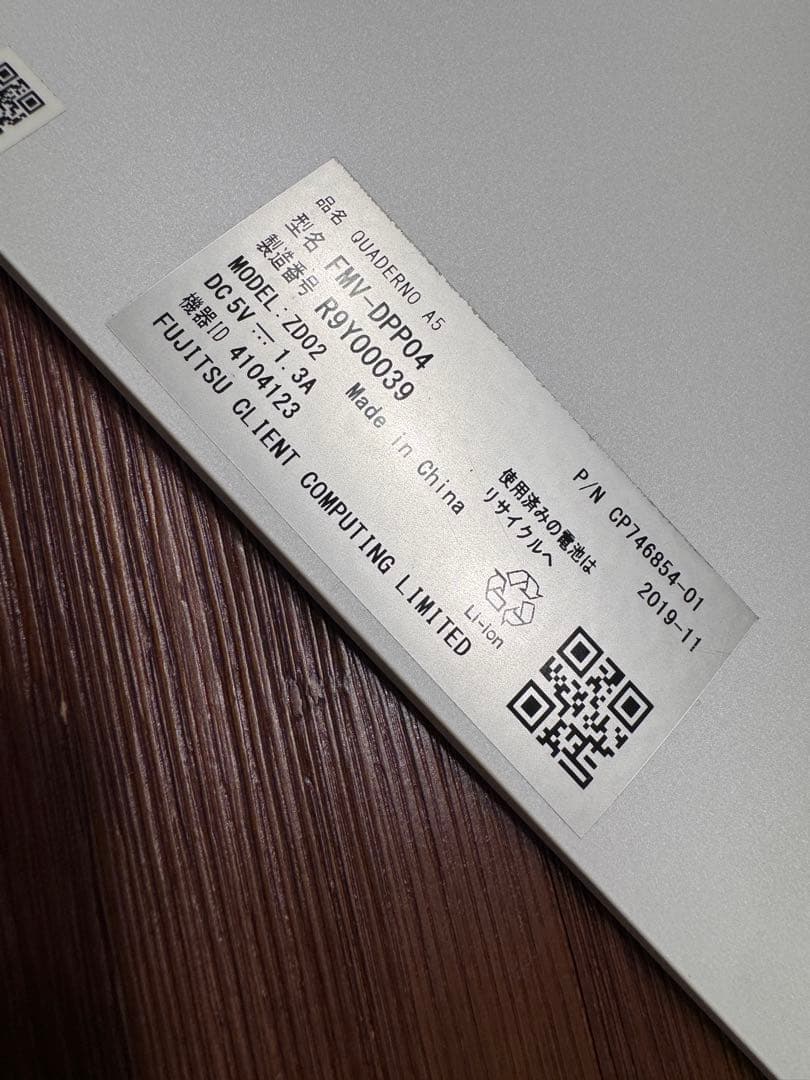 品名 QUADERNO A5
型名 FMV-DPP04
製造番号 R9Y00039
MODEL: ZD02
DC 5V ⎓ 1.3A Made in China
機器ID 4104123
FUJITSU CLIENT COMPUTING LIMITED
P/N CP746854-01
2019-11
使用済みの電池は
リサイクルへ
Li-ion